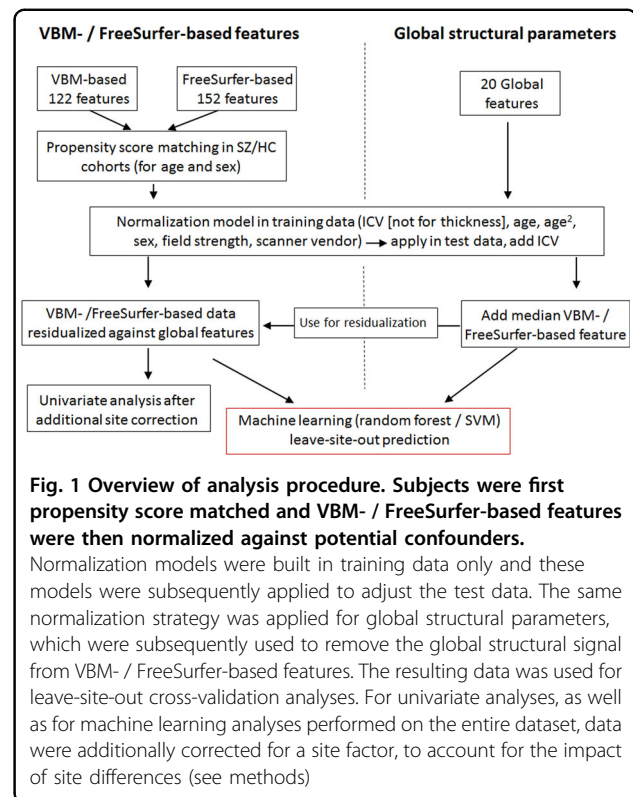 VBM- / FreeSurfer-based features
Global structural parameters
VBM-based
122 features
FreeSurfer-based
152 features
20 Global
features
Propensity score matching in SZ/HC
cohorts (for age and sex)
Normalization model in training data (ICV [not for thickness], age, age²,
sex, field strength, scanner vendor) → apply in test data, add ICV
VBM- /FreeSurfer-based data
residualized against global features
Use for residualization
Add median VBM- /
FreeSurfer-based feature
Univariate analysis after
additional site correction
Machine learning (random forest / SVM)
leave-site-out prediction
Fig. 1 Overview of analysis procedure. Subjects were first
propensity score matched and VBM- / FreeSurfer-based features
were then normalized against potential confounders.
Normalization models were built in training data only and these
models were subsequently applied to adjust the test data. The same
normalization strategy was applied for global structural parameters,
which were subsequently used to remove the global structural signal
from VBM- / FreeSurfer-based features. The resulting data was used for
leave-site-out cross-validation analyses. For univariate analyses, as well
as for machine learning analyses performed on the entire dataset, data
were additionally corrected for a site factor, to account for the impact
of site differences (see methods)